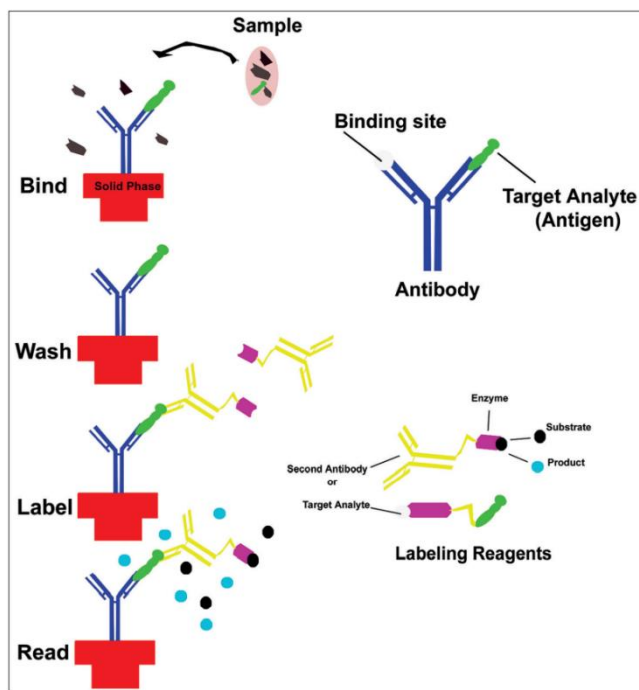 Sample
Binding site
Bind
Solid Phase
Target Analyte
(Antigen)
Antibody
Wash
Enzyme
Substrate
Product
Second Antibody
or
Target Analyte
Label
Labeling Reagents
Read